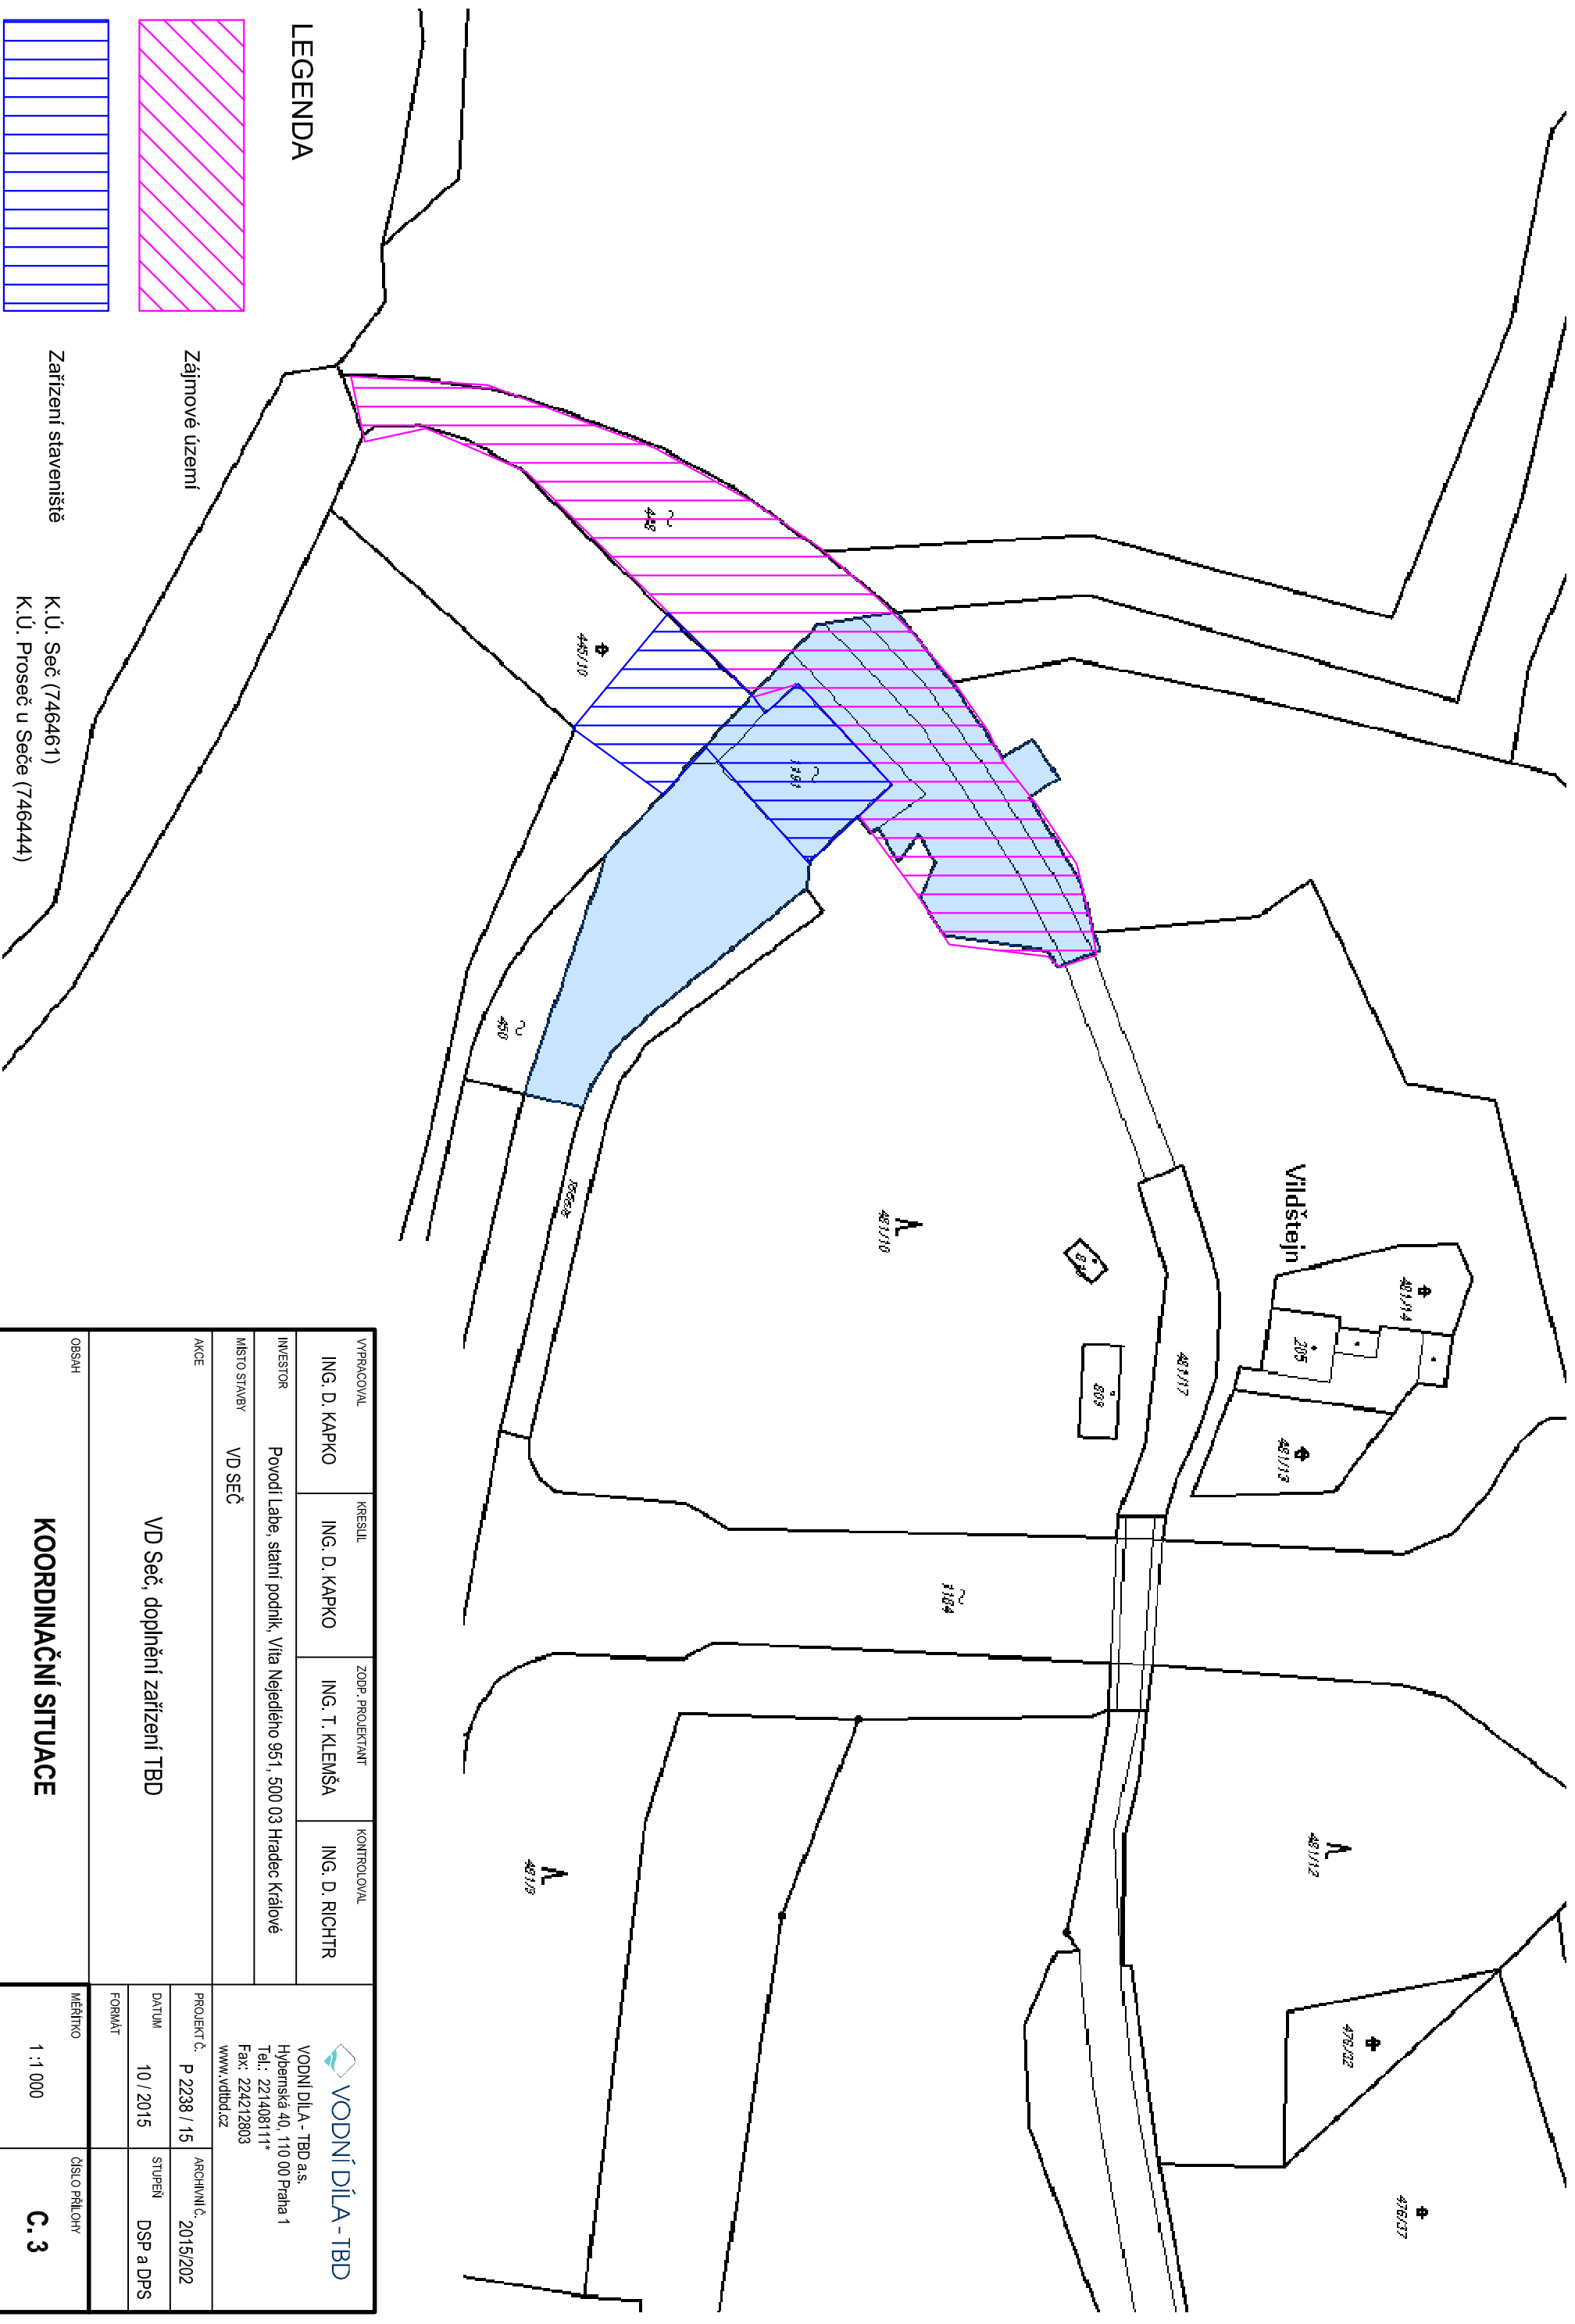 Vildštejn
481/14
205
481/13
481/17
809
481/10
1184
481/12
476/32
476/37
481/9
448
445/10
450
LEGENDA
Zájmové území
Zařízení staveniště
K.Ú. Seč (746461)
K.Ú. Proseč u Seče (746444)
VYPRACOVAL
ING. D. KAPKO
KRESLIL
ING. D. KAPKO
ZODP. PROJEKTANT
ING. T. KLEMŠA
KONTROLOVAL
ING. D. RICHTR
INVESTOR
Povodí Labe, statní podnik, Víta Nejedlého 951, 500 03 Hradec Králové
MÍSTO STAVBY
VD SEČ
AKCE
VD Seč, doplnění zařízení TBD
OBSAH
KOORDINAČNÍ SITUACE
VODNÍ DÍLA - TBD
VODNÍ DÍLA - TBD a.s.
Hybernská 40, 110 00 Praha 1
Tel.: 221408111*
Fax: 224212803
www.vdtbd.cz
PROJEKT Č. P 2238 / 15
ARCHIVNÍ Č. 2015/202
DATUM 10 / 2015
STUPEŇ DSP a DPS
FORMÁT
MĚŘÍTKO
1:1 000
ČÍSLO PŘÍLOHY
C. 3